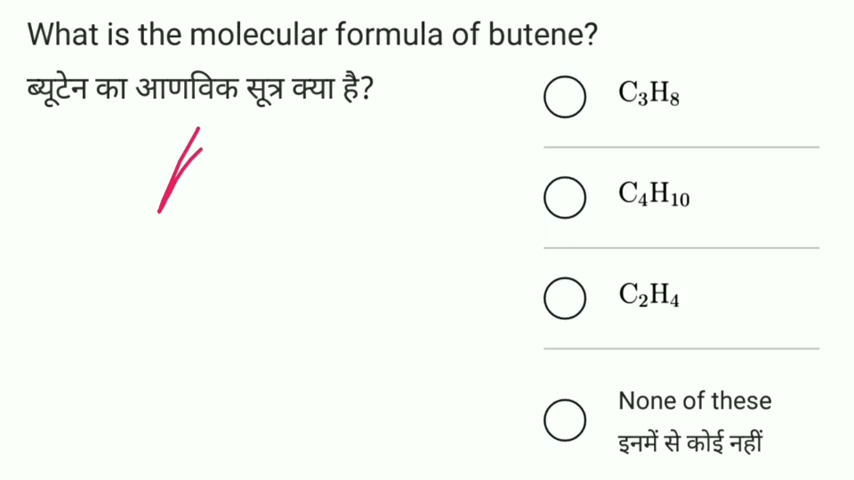 What is the molecular formula of butene?
ब्यूटेन का आणविक सूत्र क्या है?
C₃H₈
C₄H₁₀
C₂H₄
None of these
इनमें से कोई नहीं